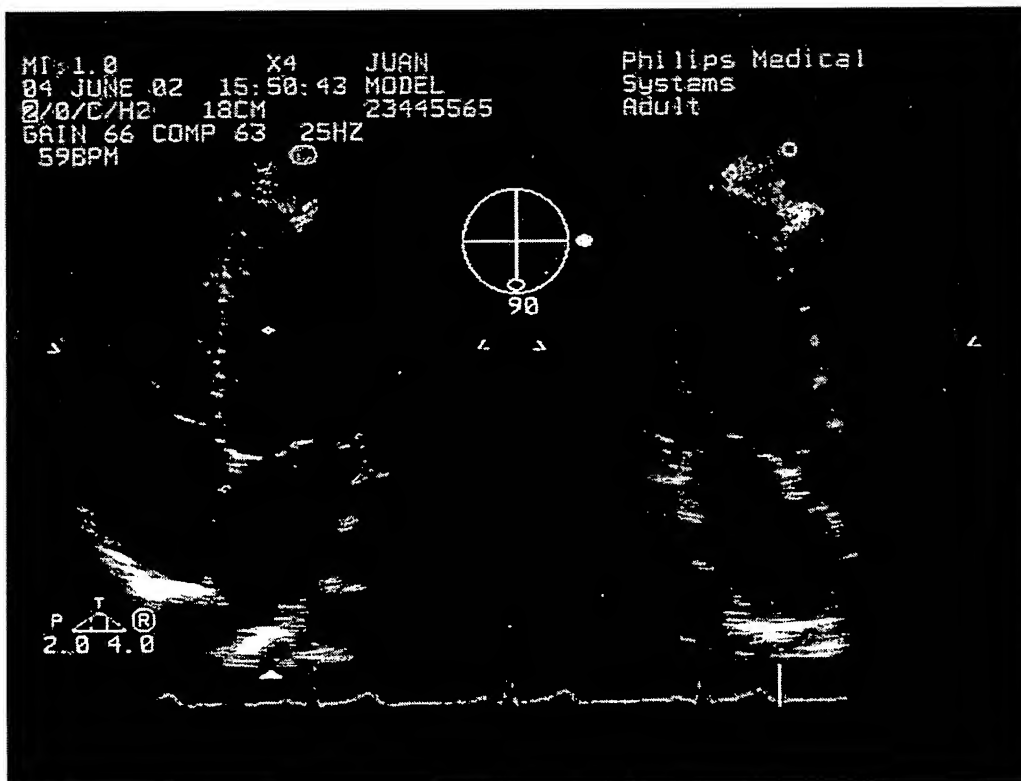 MI 1.0 X4 JUAN Philips Medical
04 JUNE 02 15:50:43 MODEL Systems
2/0/C/H2 18CM 23445565 Adult
GAIN 66 COMP 63 25HZ
59BPM
90
P T R
2.0 4.0